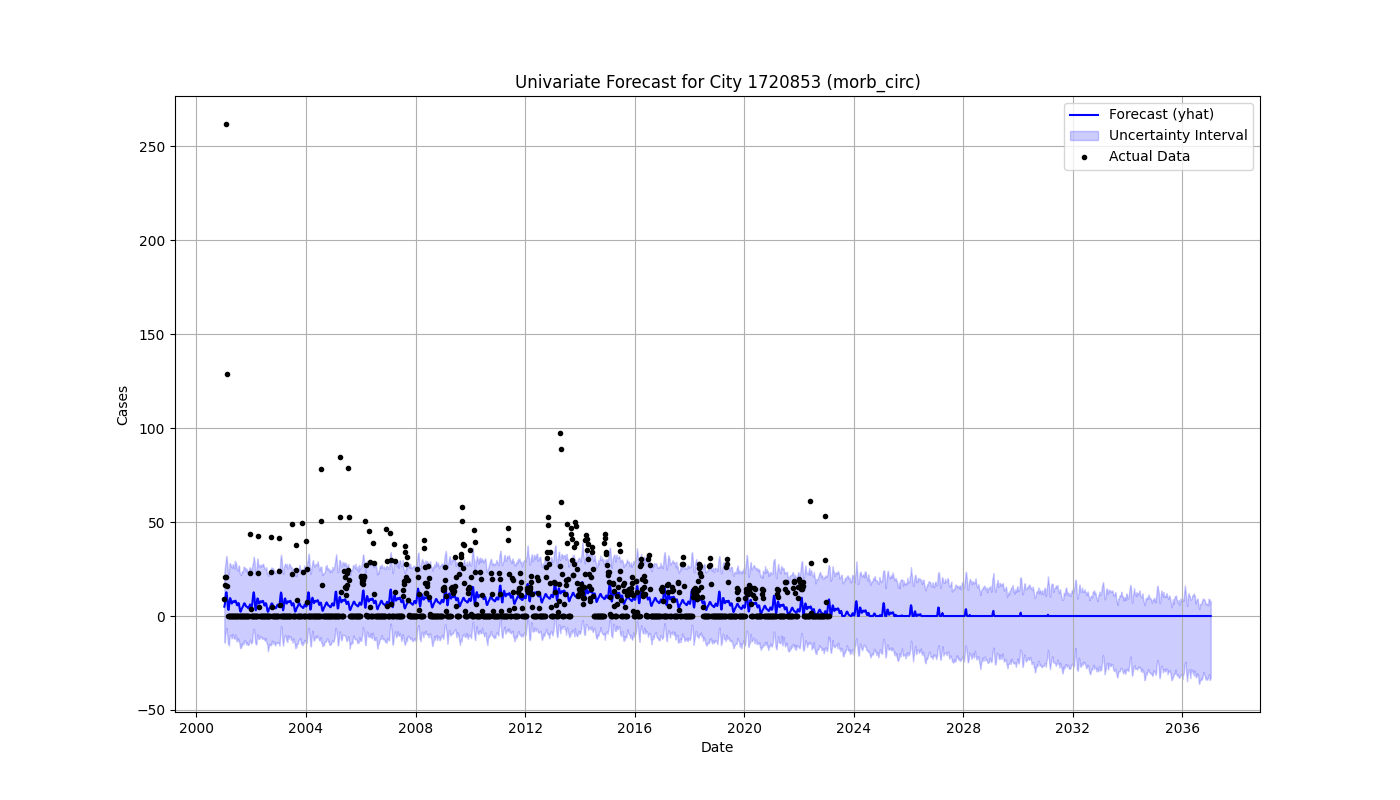 Univariate Forecast for City 1720853 (morb_circ)
Forecast (yhat)
Uncertainty Interval
Actual Data
Cases
250
200
150
100
50
0
−50
2000
2004
2008
2012
2016
2020
2024
2028
2032
2036
Date